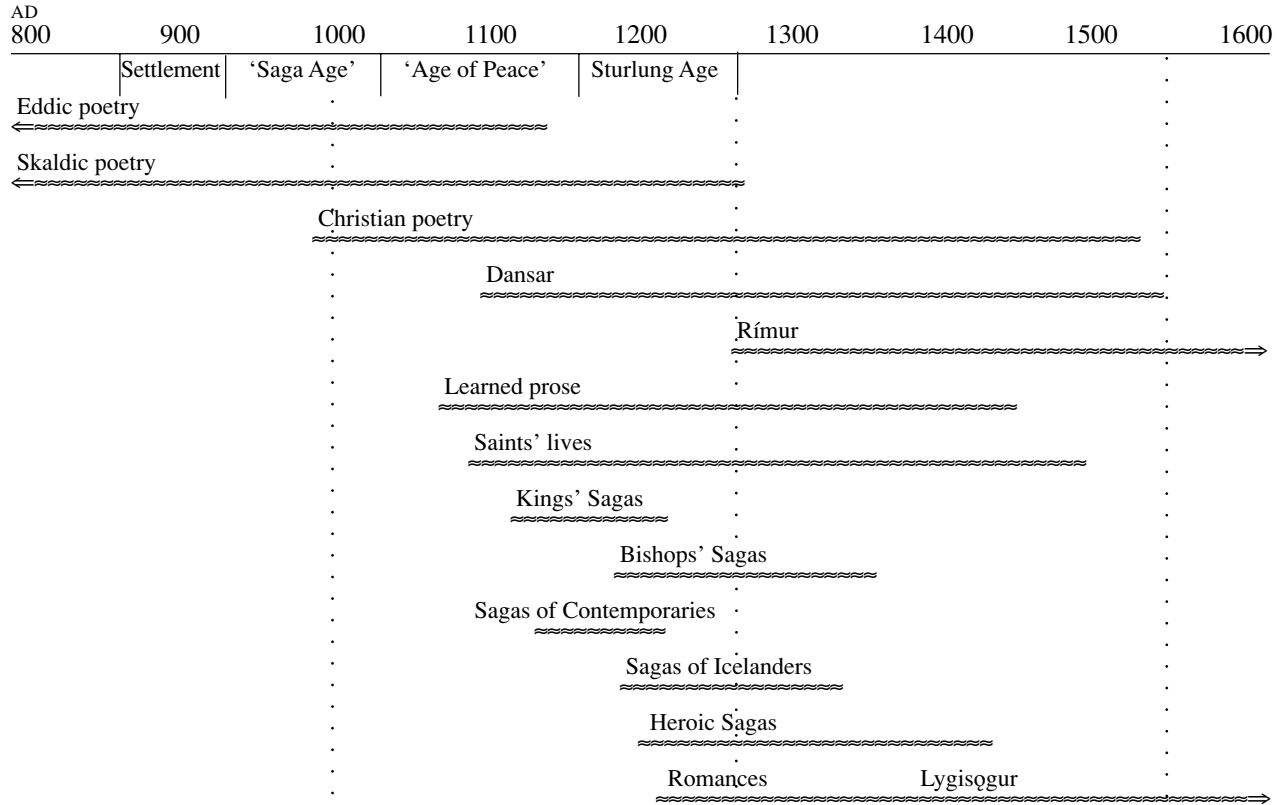 AD
800 900 1000 1100 1200 1300 1400 1500 1600
Settlement ‘Saga Age’ ‘Age of Peace’ Sturlung Age
Eddic poetry
Skaldic poetry
Christian poetry
Dansar
Rímur
Learned prose
Saints’ lives
Kings’ Sagas
Bishops’ Sagas
Sagas of Contemporaries
Sagas of Icelanders
Heroic Sagas
Romances Lygisǫgur